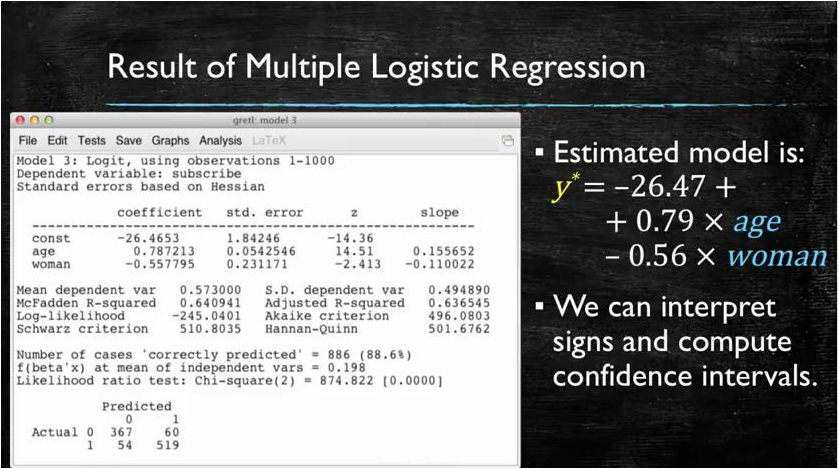 Result of Multiple Logistic Regression
gretl: model 3
File Edit Tests Save Graphs Analysis LaTeX
Model 3: Logit, using observations 1-1000
Dependent variable: subscribe
Standard errors based on Hessian
coefficient std. error z slope
const -26.4653 1.84246 -14.36
age 0.787213 0.0542546 14.51 0.155652
woman -0.557795 0.231171 -2.413 -0.110022
Mean dependent var 0.573000 S.D. dependent var 0.494890
McFadden R-squared 0.640941 Adjusted R-squared 0.636545
Log-likelihood -245.0401 Akaike criterion 496.0803
Schwarz criterion 510.8035 Hannan-Quinn 501.6762
Number of cases 'correctly predicted' = 886 (88.6%)
f(beta'x) at mean of independent vars = 0.198
Likelihood ratio test: Chi-square(2) = 874.822 [0.0000]
Predicted
0 1
Actual 0 367 60
1 54 519
▪ Estimated model is:
y* = −26.47 +
+ 0.79 × age
− 0.56 × woman
▪ We can interpret
signs and compute
confidence intervals.